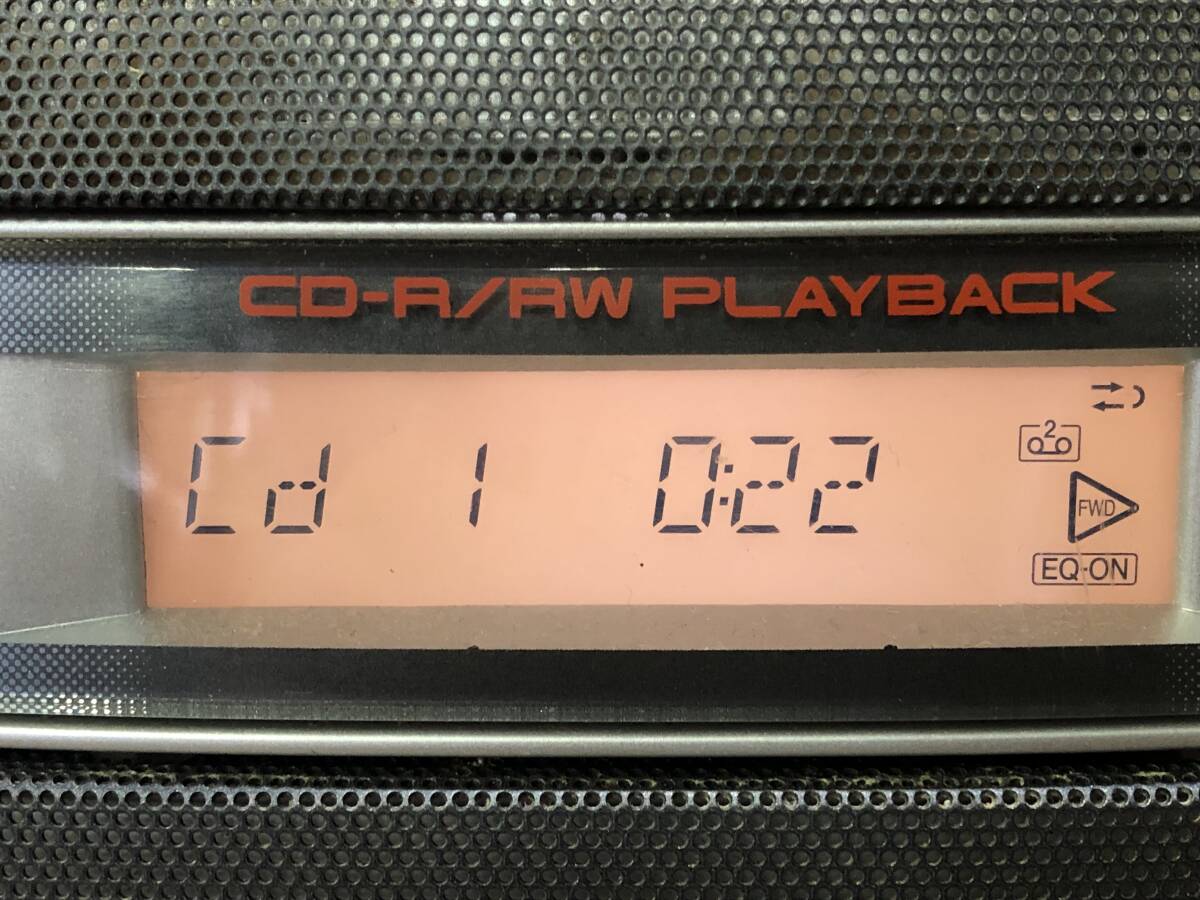 CD-R/RW PLAYBACK
Cd 1 0:22
2
FWD
EQ-ON